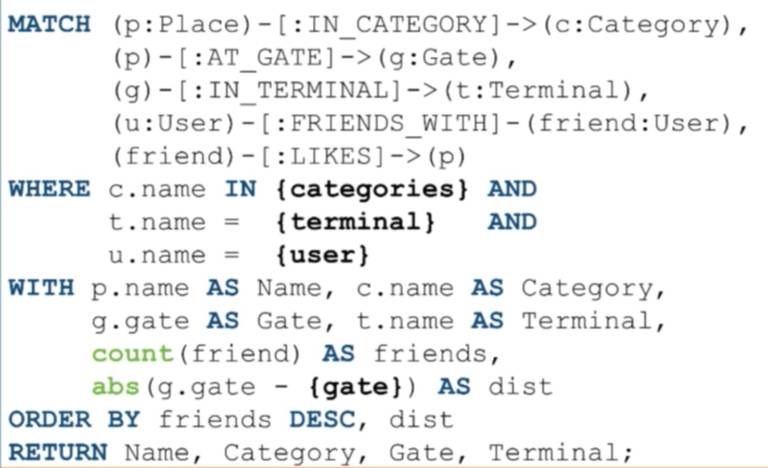 MATCH (p:Place)-[:IN_CATEGORY]->(c:Category),
(p)-[:AT_GATE]->(g:Gate),
(g)-[:IN_TERMINAL]->(t:Terminal),
(u:User)-[:FRIENDS_WITH]-(friend:User),
(friend)-[:LIKES]->(p)
WHERE c.name IN {categories} AND
t.name = {terminal} AND
u.name = {user}
WITH p.name AS Name, c.name AS Category,
g.gate AS Gate, t.name AS Terminal,
count(friend) AS friends,
abs(g.gate - {gate}) AS dist
ORDER BY friends DESC, dist
RETURN Name, Category, Gate, Terminal;